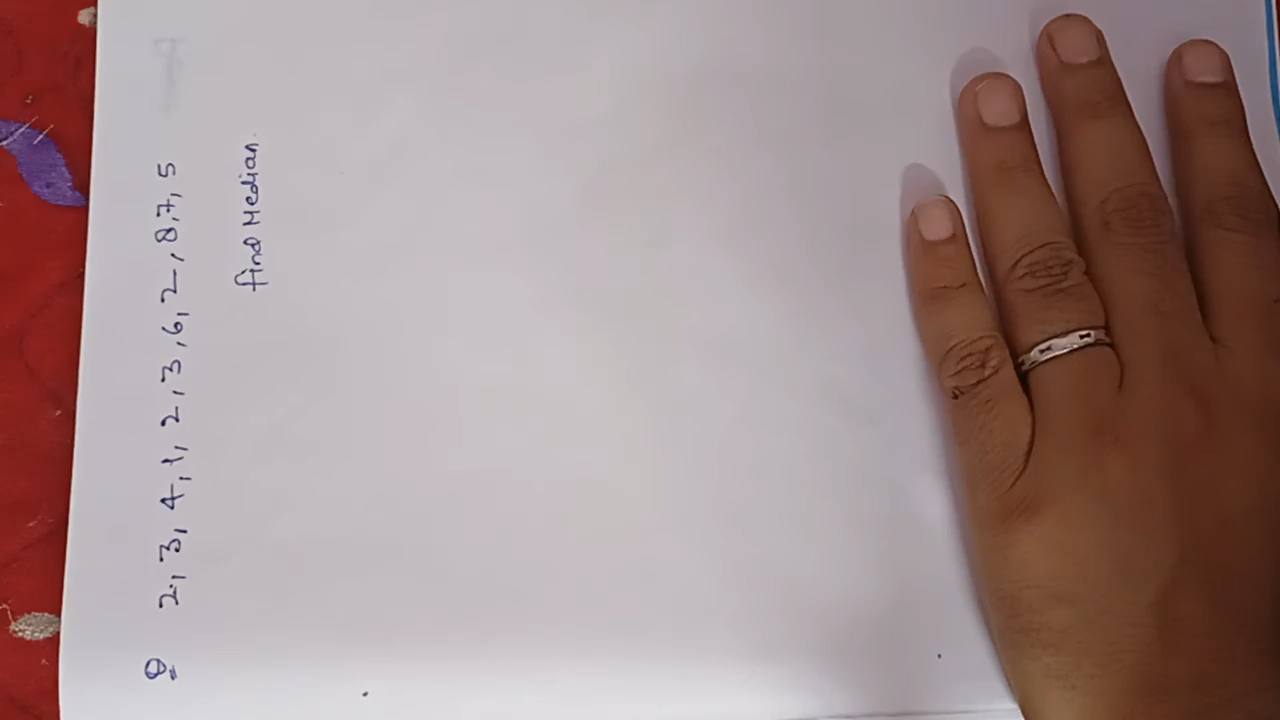 Q 2, 3, 4, 1, 2, 3, 6, 2, 8, 7, 5
find Median.